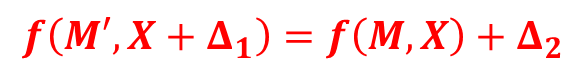 f(M′, X + Δ₁) = f(M, X) + Δ₂